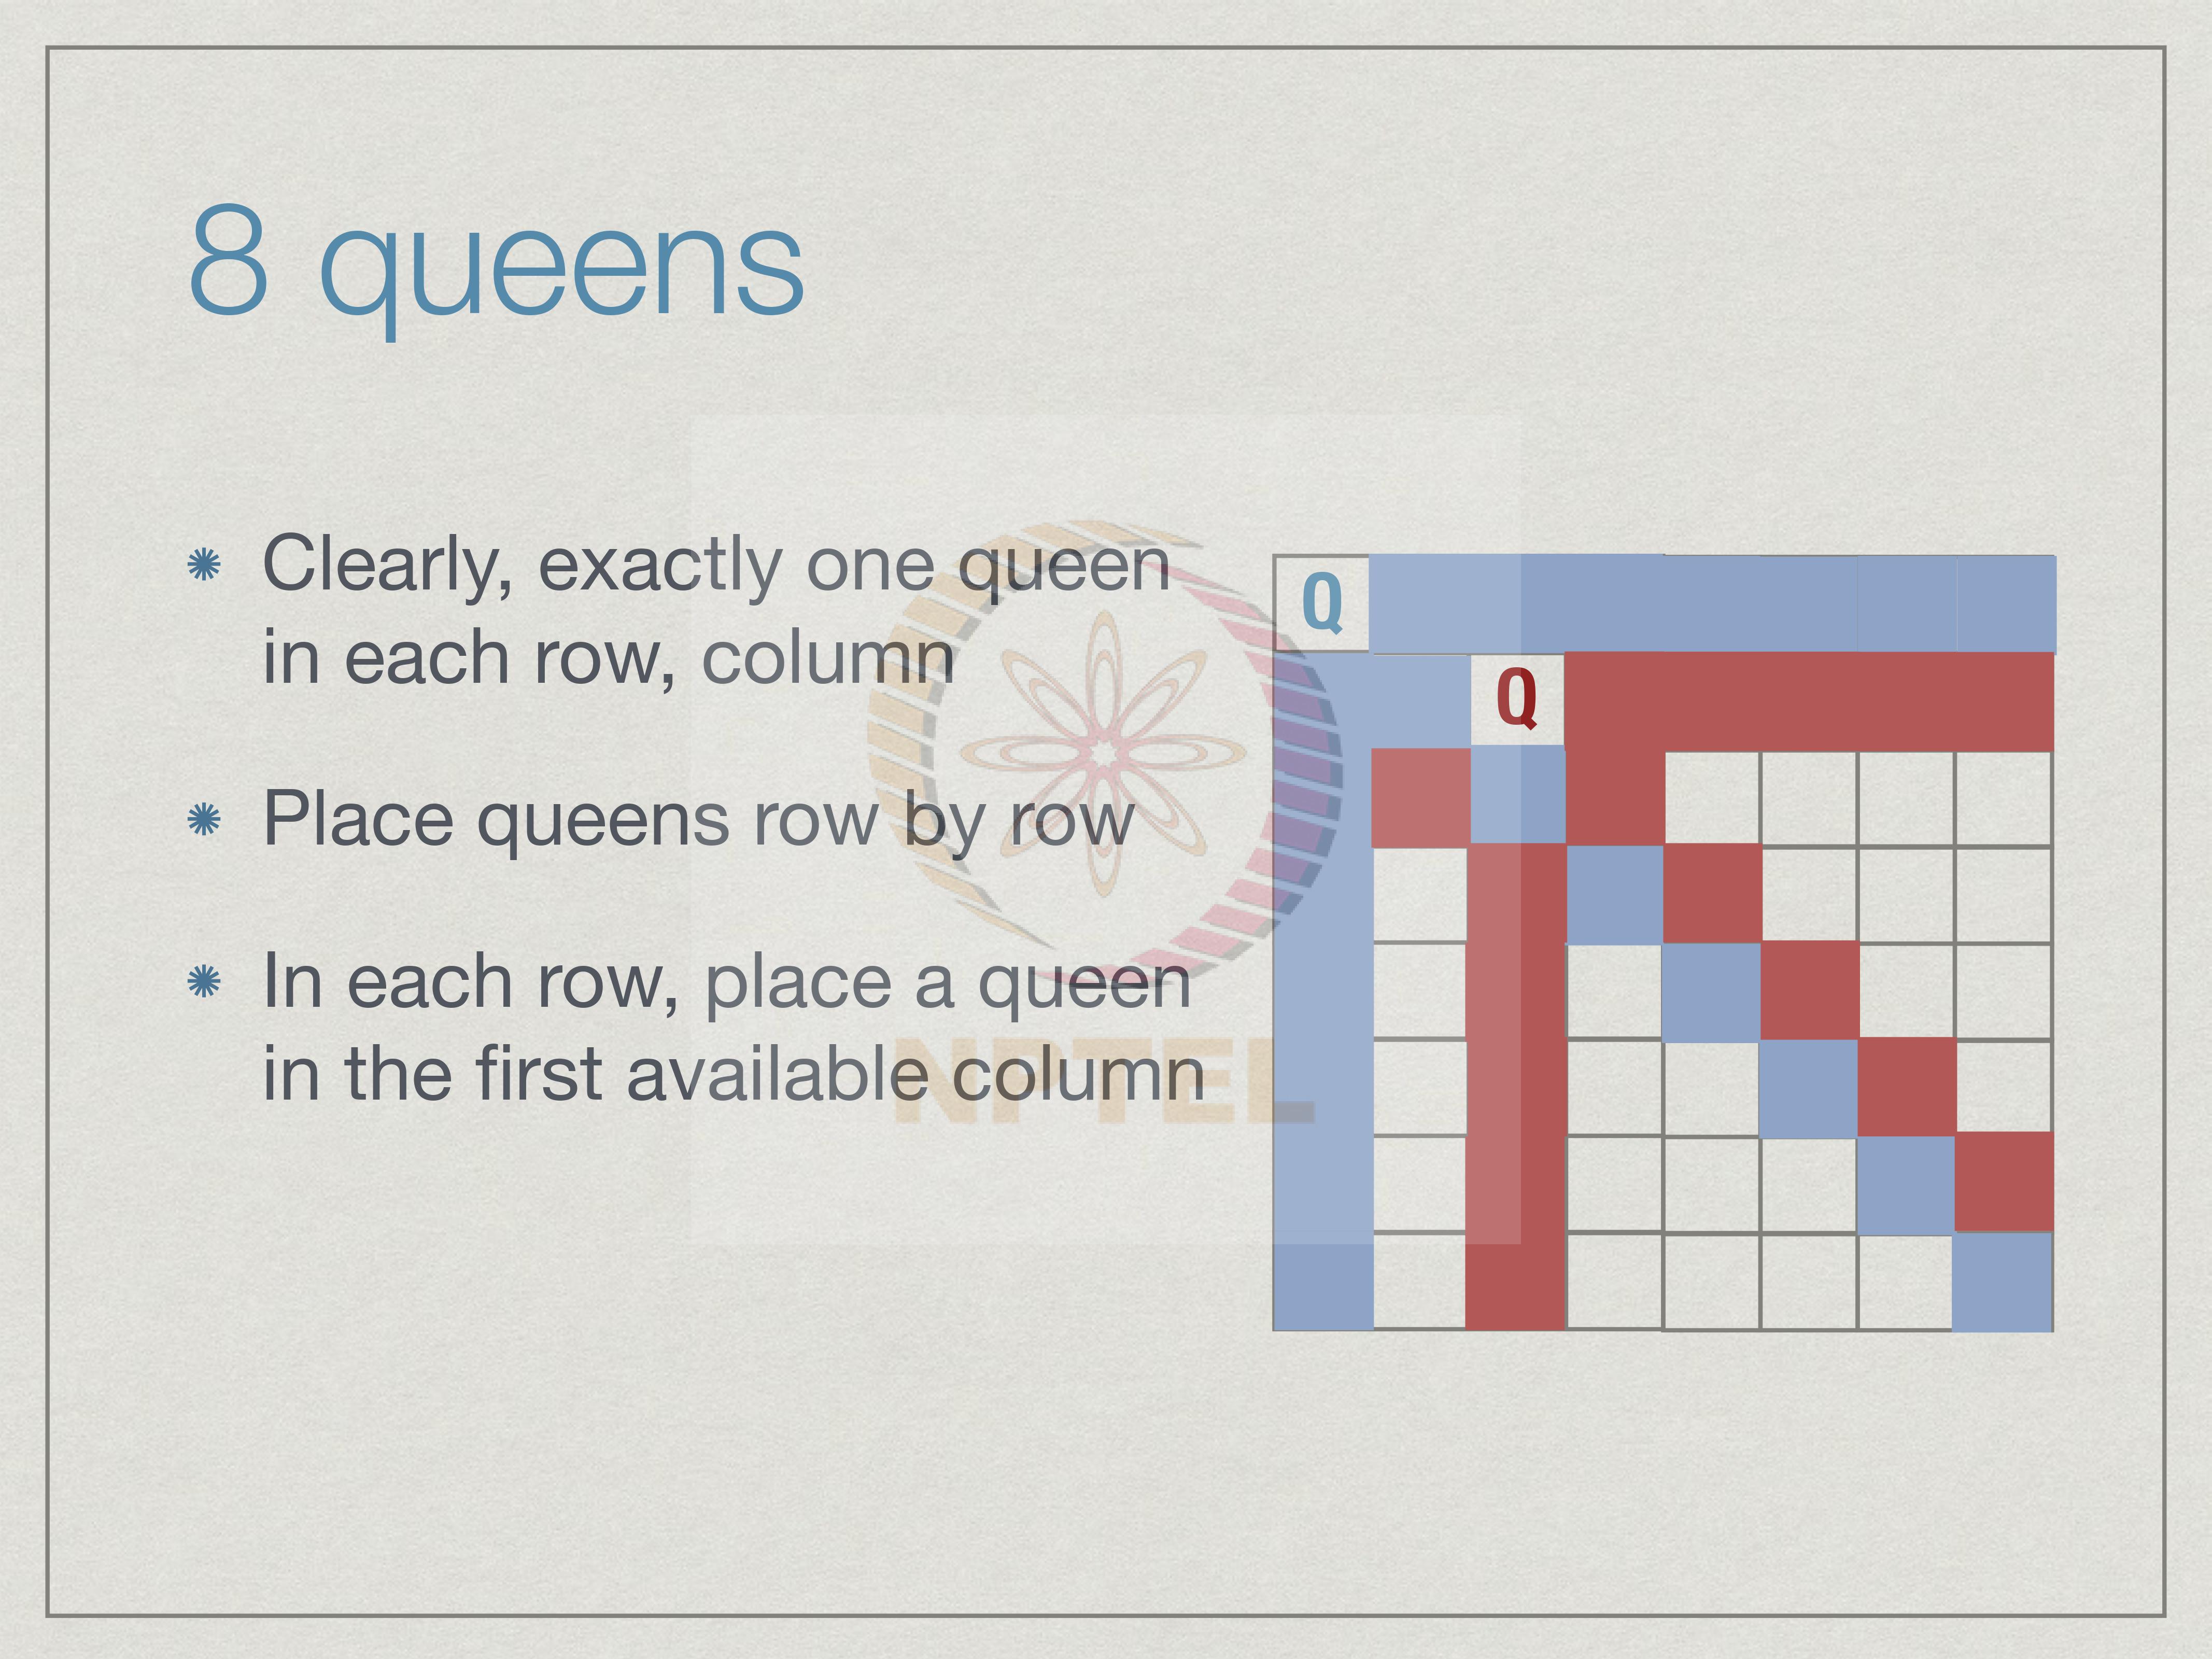 8 queens
Clearly, exactly one queen
in each row, column
Place queens row by row
In each row, place a queen
in the first available column
Q
Q
NPTEL